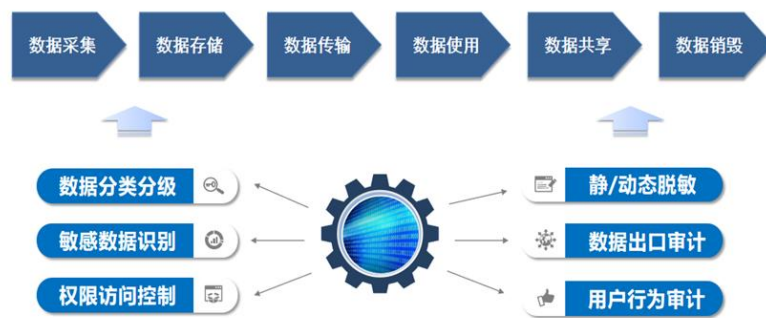 数据采集
数据存储
数据传输
数据使用
数据共享
数据销毁
数据分类分级
静/动态脱敏
敏感数据识别
数据出口审计
权限访问控制
用户行为审计